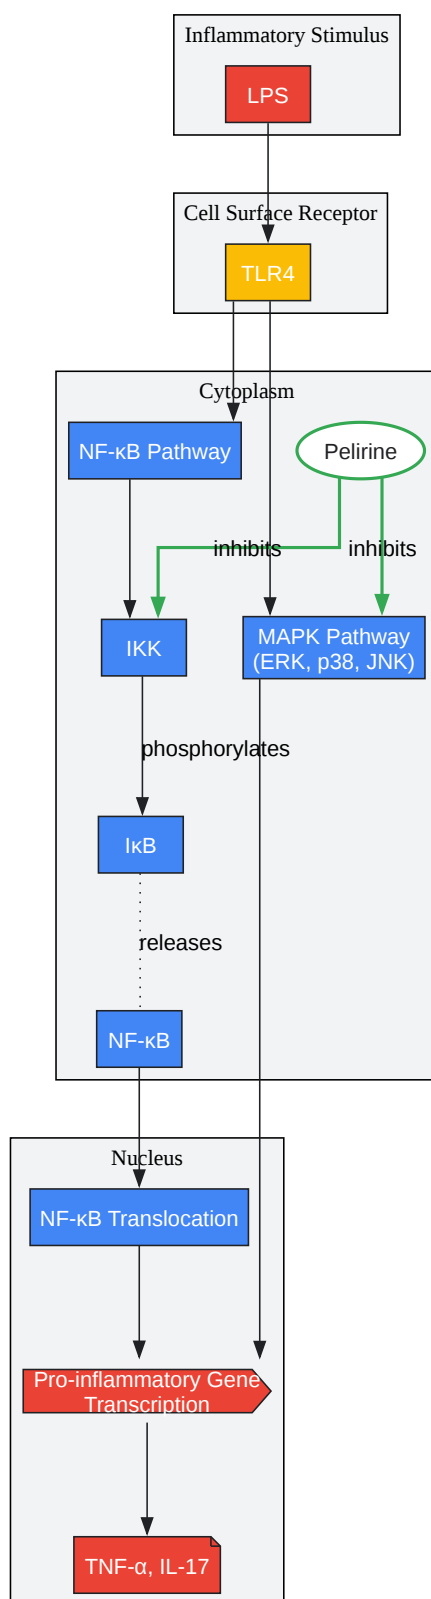 Inflammatory Stimulus
LPS
Cell Surface Receptor
TLR4
Cytoplasm
NF-κB Pathway
Pelirine
inhibits
inhibits
IKK
MAPK Pathway
(ERK, p38, JNK)
phosphorylates
IκB
releases
NF-κB
Nucleus
NF-κB Translocation
Pro-inflammatory Gene
Transcription
TNF-α, IL-17